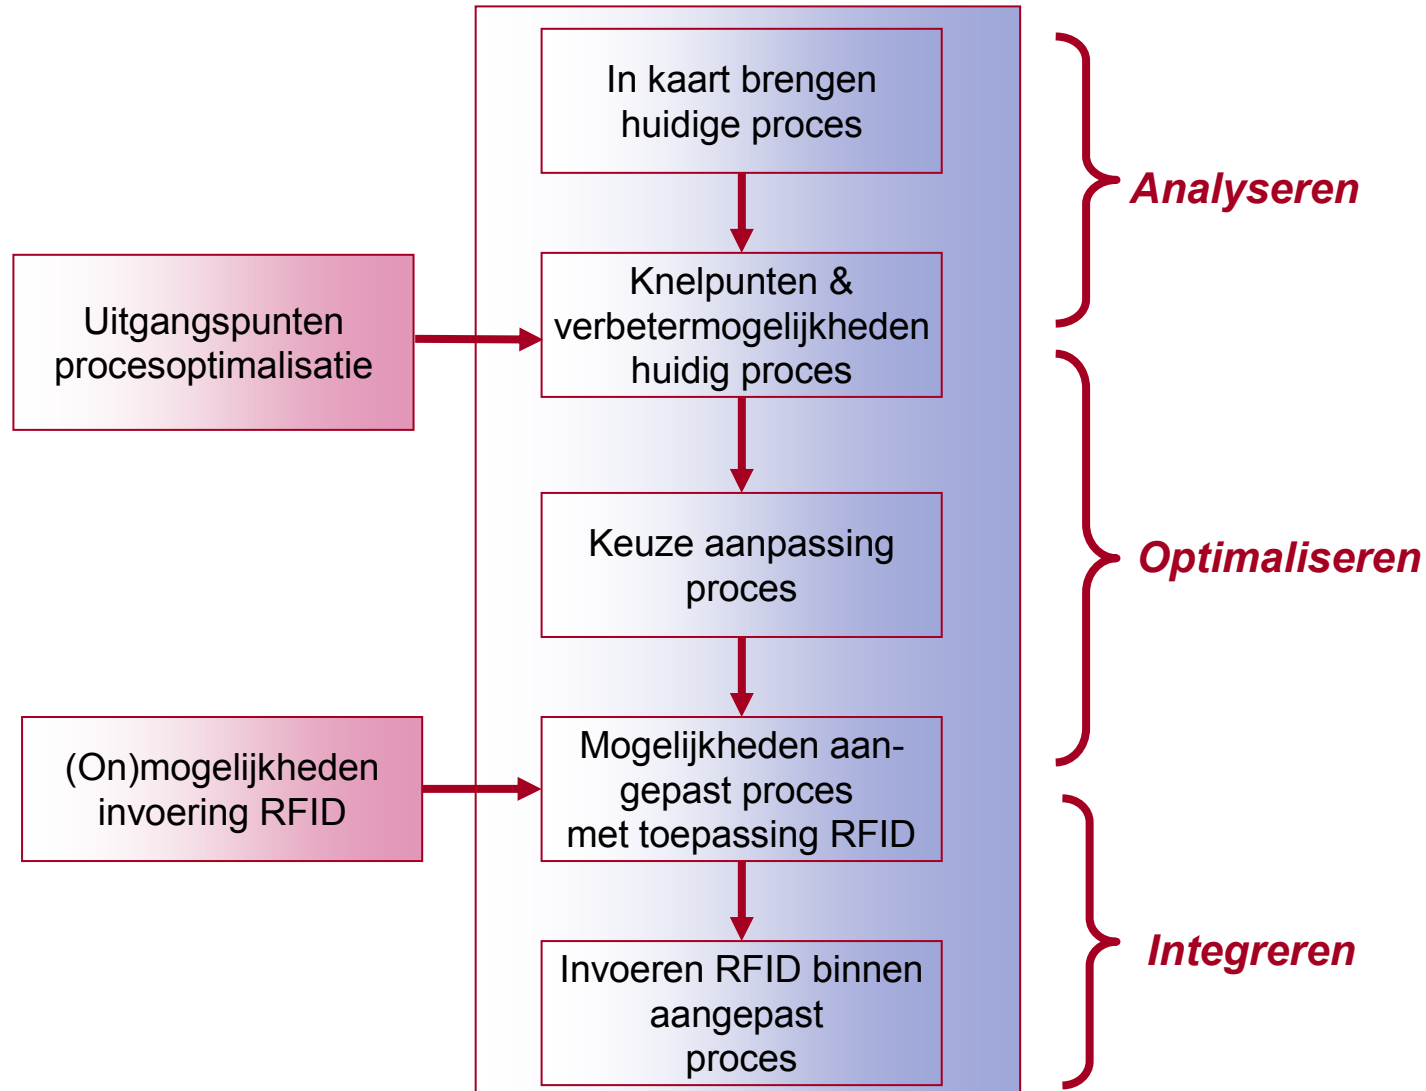 In kaart brengen
huidige proces
Analyseren
Uitgangspunten
procesoptimalisatie
Knelpunten &
verbetermogelijkheden
huidig proces
Keuze aanpassing
proces
Optimaliseren
(On)mogelijkheden
invoering RFID
Mogelijkheden aan-
gepast proces
met toepassing RFID
Integreren
Invoeren RFID binnen
aangepast
proces